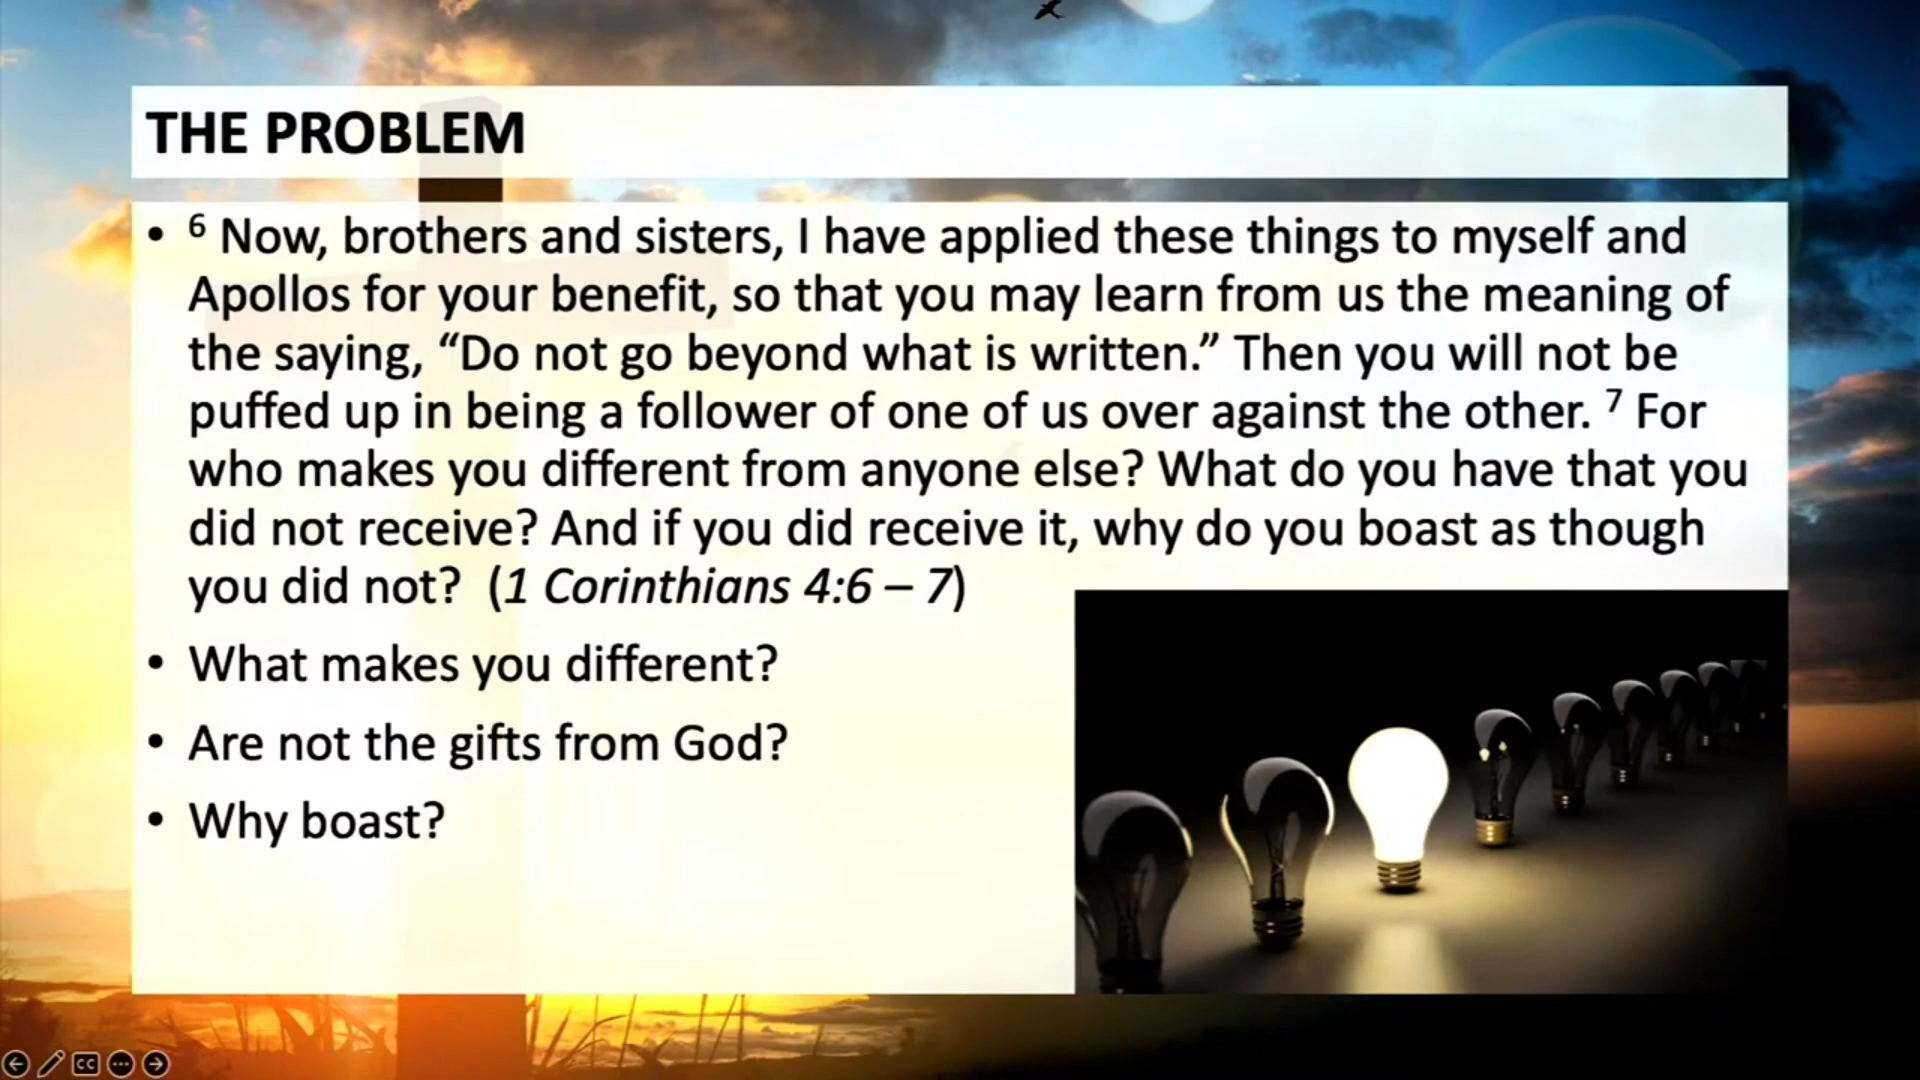 THE PROBLEM
• ⁶ Now, brothers and sisters, I have applied these things to myself and
Apollos for your benefit, so that you may learn from us the meaning of
the saying, “Do not go beyond what is written.” Then you will not be
puffed up in being a follower of one of us over against the other. ⁷ For
who makes you different from anyone else? What do you have that you
did not receive? And if you did receive it, why do you boast as though
you did not?  (1 Corinthians 4:6 – 7)
• What makes you different?
• Are not the gifts from God?
• Why boast?
CC